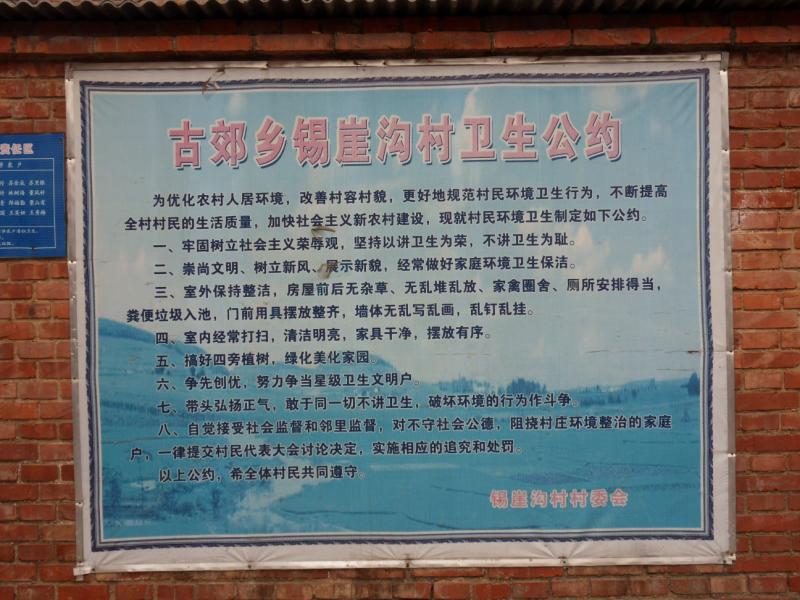 古郊乡锡崖沟村卫生公约
为优化农村人居环境，改善村容村貌，更好地规范村民环境卫生行为，不断提高
全村村民的生活质量，加快社会主义新农村建设，现就村民环境卫生制定如下公约。
一、牢固树立社会主义荣辱观，坚持以讲卫生为荣，不讲卫生为耻。
二、崇尚文明、树立新风、展示新貌，经常做好家庭环境卫生保洁。
三、室外保持整洁，房屋前后无杂草、无乱堆乱放、家禽圈舍、厕所安排得当，
粪便垃圾入池，门前用具摆放整齐，墙体无乱写乱画，乱钉乱挂。
四、室内经常打扫，清洁明亮，家具干净，摆放有序。
五、搞好四旁植树，绿化美化家园。
六、争先创优，努力争当星级卫生文明户。
七、带头弘扬正气，敢于同一切不讲卫生，破坏环境的行为作斗争。
八、自觉接受社会监督和邻里监督，对不守社会公德，阻挠村庄环境整治的家庭
户，一律提交村民代表大会讨论决定，实施相应的追究和处罚。
以上公约，希全体村民共同遵守。
锡崖沟村村委会
责任区